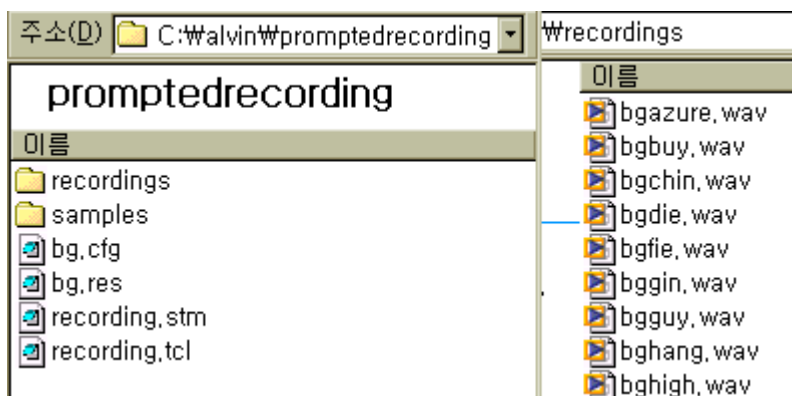 주소(D) C:₩alvin₩promptedrecording
promptedrecording
이름
recordings
samples
bg.cfg
bg.res
recording.stm
recording.tcl
₩recordings
이름
bgazure.wav
bgbuy.wav
bgchin.wav
bgdie.wav
bgfie.wav
bggin.wav
bgguy.wav
bghang.wav
bghigh.wav